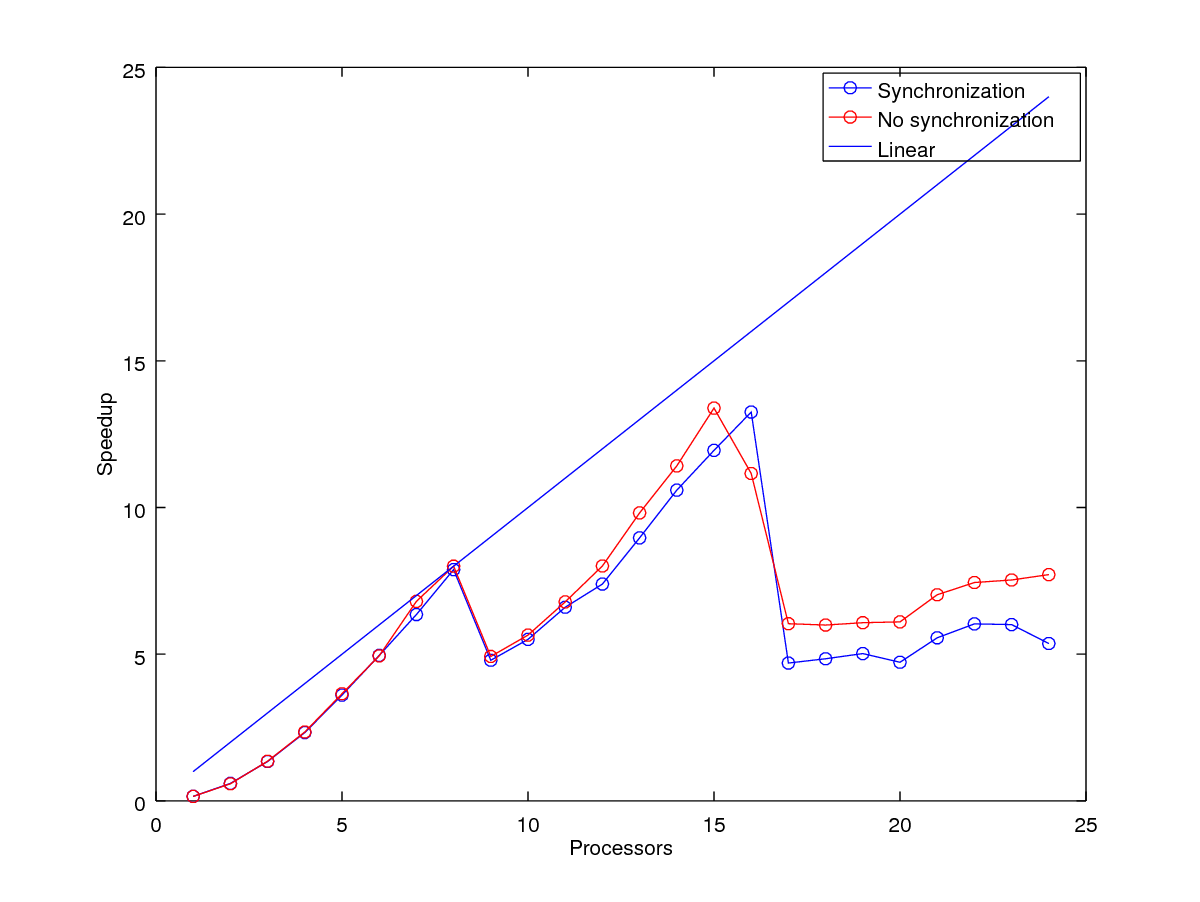 25
20
15
10
5
0
Speedup
Synchronization
No synchronization
Linear
0 5 10 15 20 25
Processors